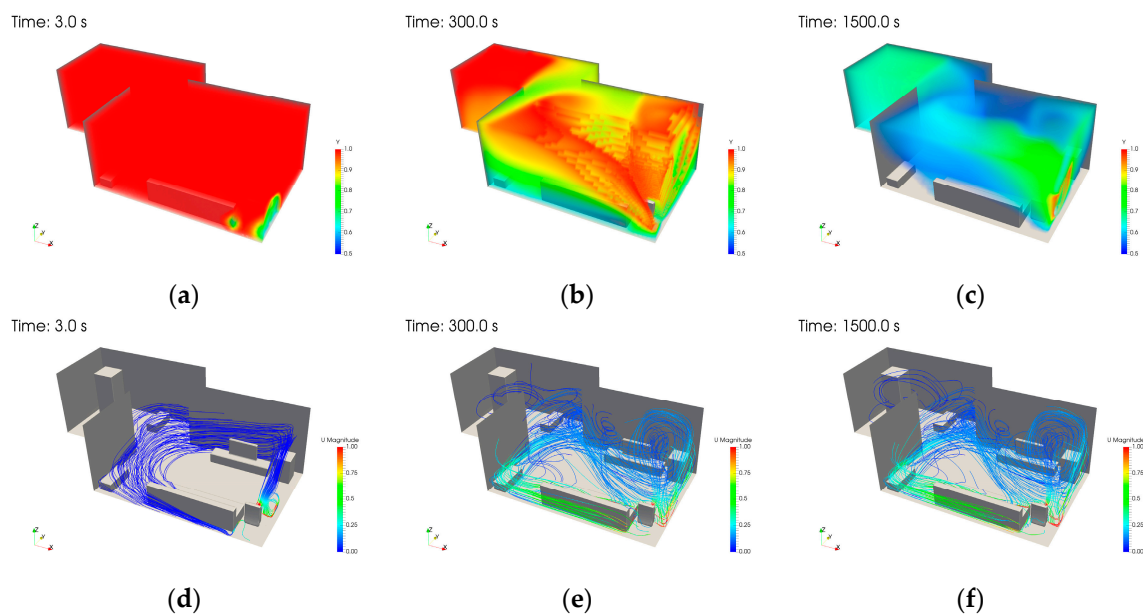 Time: 3.0 s
Time: 300.0 s
Time: 1500.0 s
Y
1.0
0.9
0.8
0.7
0.6
0.5
Y
1.0
0.9
0.8
0.7
0.6
0.5
Y
1.0
0.9
0.8
0.7
0.6
0.5
Z
Y
X
Z
Y
X
Z
Y
X
(a)
(b)
(c)
Time: 3.0 s
Time: 300.0 s
Time: 1500.0 s
U Magnitude
1.00
0.75
0.50
0.25
0.00
U Magnitude
1.00
0.75
0.50
0.25
0.00
U Magnitude
1.00
0.75
0.50
0.25
0.00
Z
Y
X
Z
Y
X
Z
Y
X
(d)
(e)
(f)